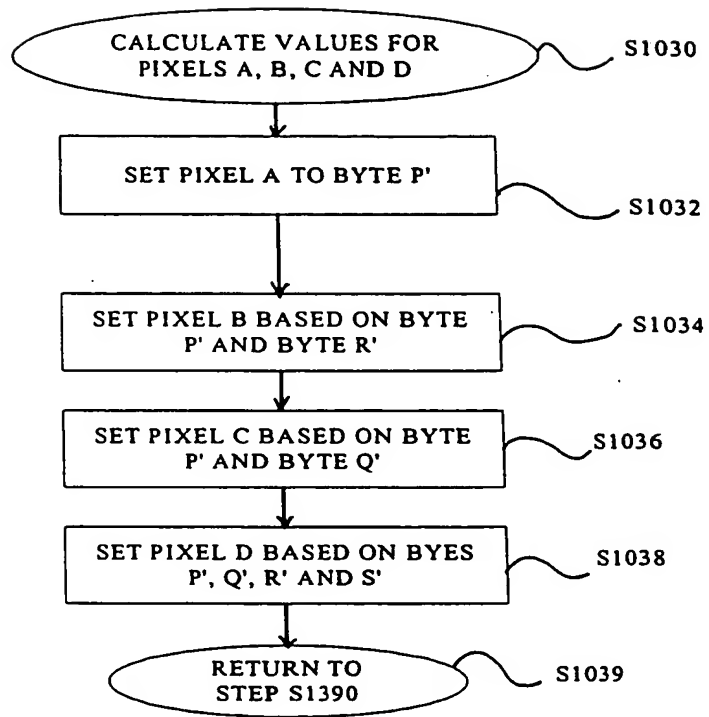 CALCULATE VALUES FOR
PIXELS A, B, C AND D
S1030
SET PIXEL A TO BYTE P'
S1032
SET PIXEL B BASED ON BYTE
P' AND BYTE R'
S1034
SET PIXEL C BASED ON BYTE
P' AND BYTE Q'
S1036
SET PIXEL D BASED ON BYES
P', Q', R' AND S'
S1038
RETURN TO
STEP S1390
S1039